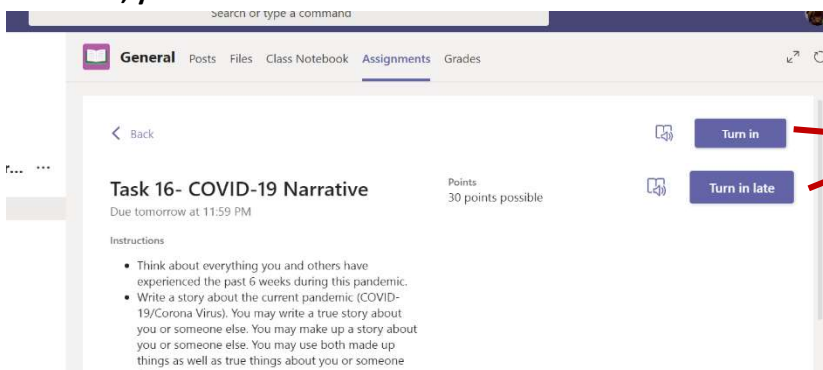 Search or type a command
General Posts Files Class Notebook Assignments Grades
Back
Turn in
Task 16- COVID-19 Narrative
Points
Turn in late
30 points possible
Due tomorrow at 11:59 PM
Instructions
• Think about everything you and others have
experienced the past 6 weeks during this pandemic.
• Write a story about the current pandemic (COVID-
19/Corona Virus). You may write a true story about
you or someone else. You may make up a story about
you or someone else. You may use both made up
things as well as true things about you or someone